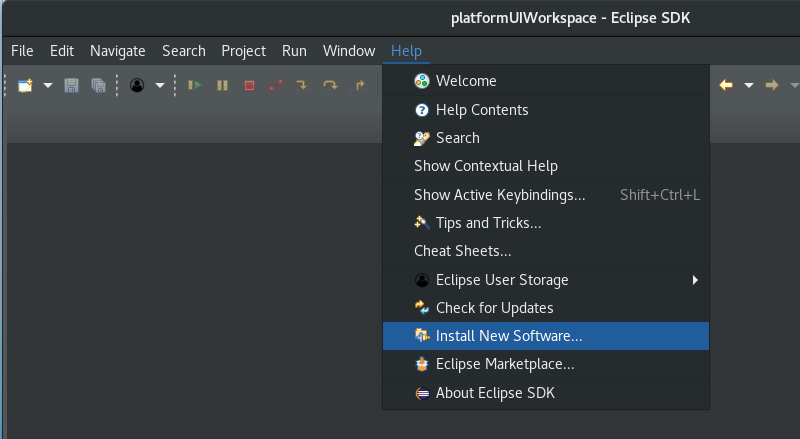 platformUIWorkspace - Eclipse SDK
File Edit Navigate Search Project Run Window Help
Welcome
Help Contents
Search
Show Contextual Help
Show Active Keybindings... Shift+Ctrl+L
Tips and Tricks...
Cheat Sheets...
Eclipse User Storage
Check for Updates
Install New Software...
Eclipse Marketplace...
About Eclipse SDK